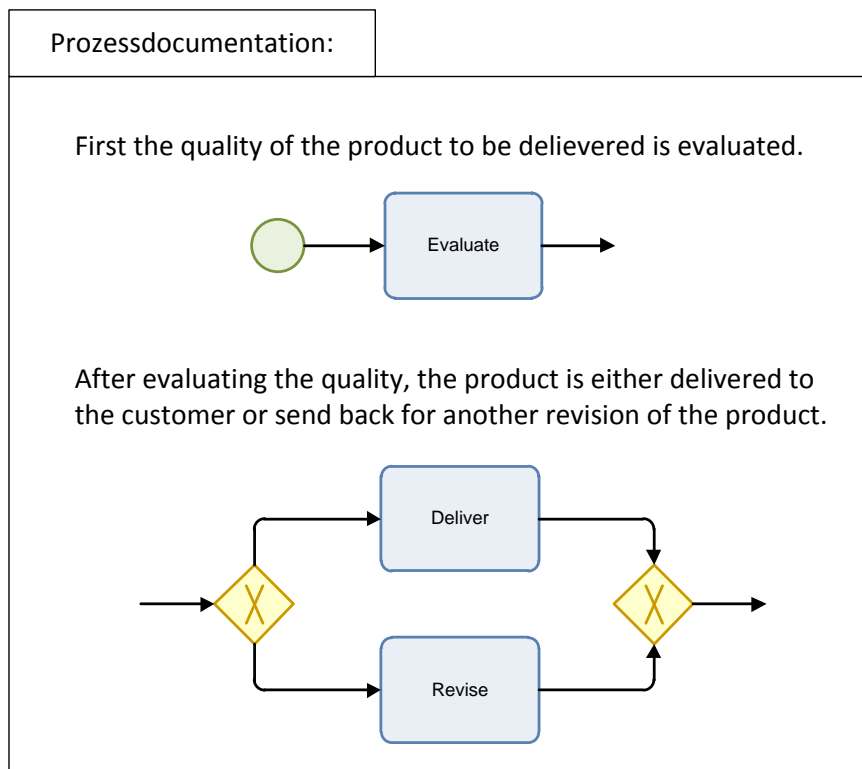 Prozessdocumentation:
First the quality of the product to be delievered is evaluated.
Evaluate
After evaluating the quality, the product is either delivered to
the customer or send back for another revision of the product.
Deliver
Revise